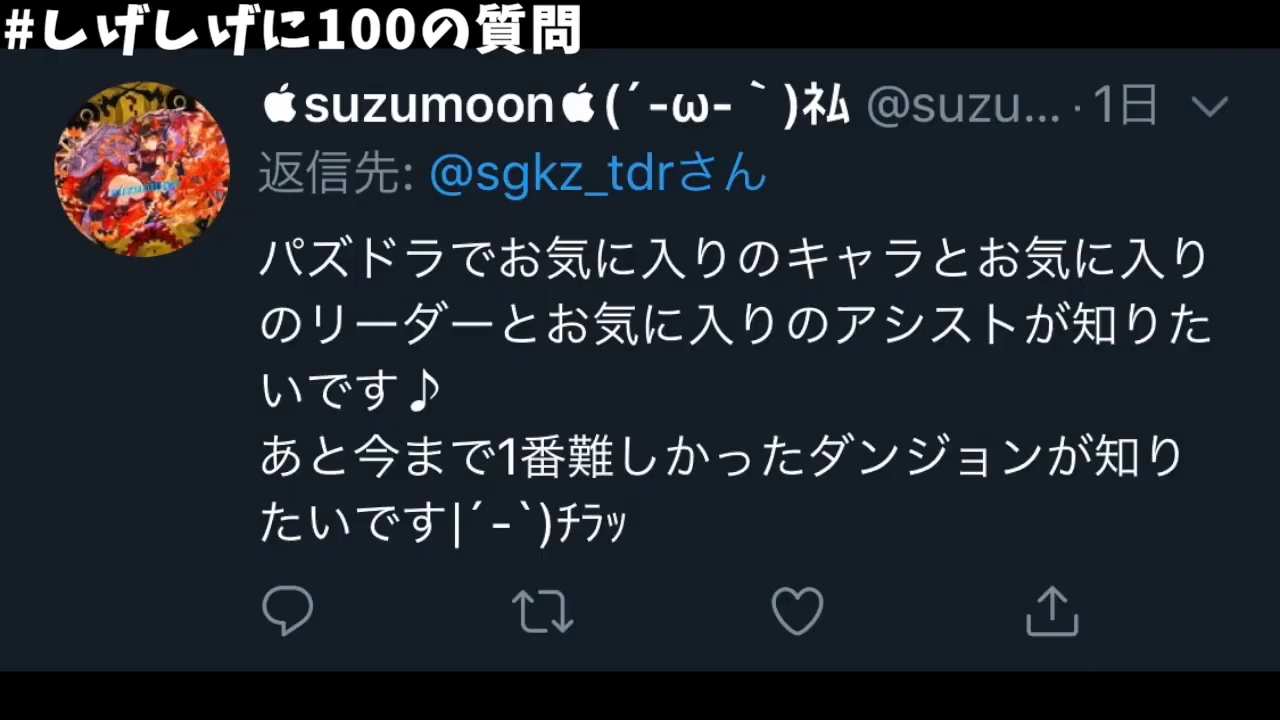 #しげしげに100の質問
suzumoon(´-ω-｀)ﾈﾑ @suzu... · 1日
返信先: @sgkz_tdrさん
パズドラでお気に入りのキャラとお気に入り
のリーダーとお気に入りのアシストが知りた
いです♪
あと今まで1番難しかったダンジョンが知り
たいです|´-`)ﾁﾗｯ